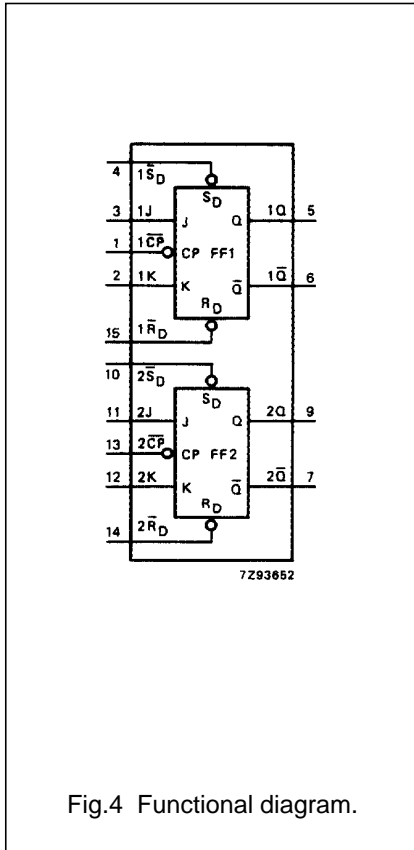 4 1S̅D
SD
3 1J J Q 1Q 5
1 1C̅P̅ CP FF1
2 1K K Q̅ 1Q̅ 6
RD
15 1R̅D
10 2S̅D
SD
11 2J J Q 2Q 9
13 2C̅P̅ CP FF2
12 2K K Q̅ 2Q̅ 7
RD
14 2R̅D
7Z93652
Fig.4 Functional diagram.